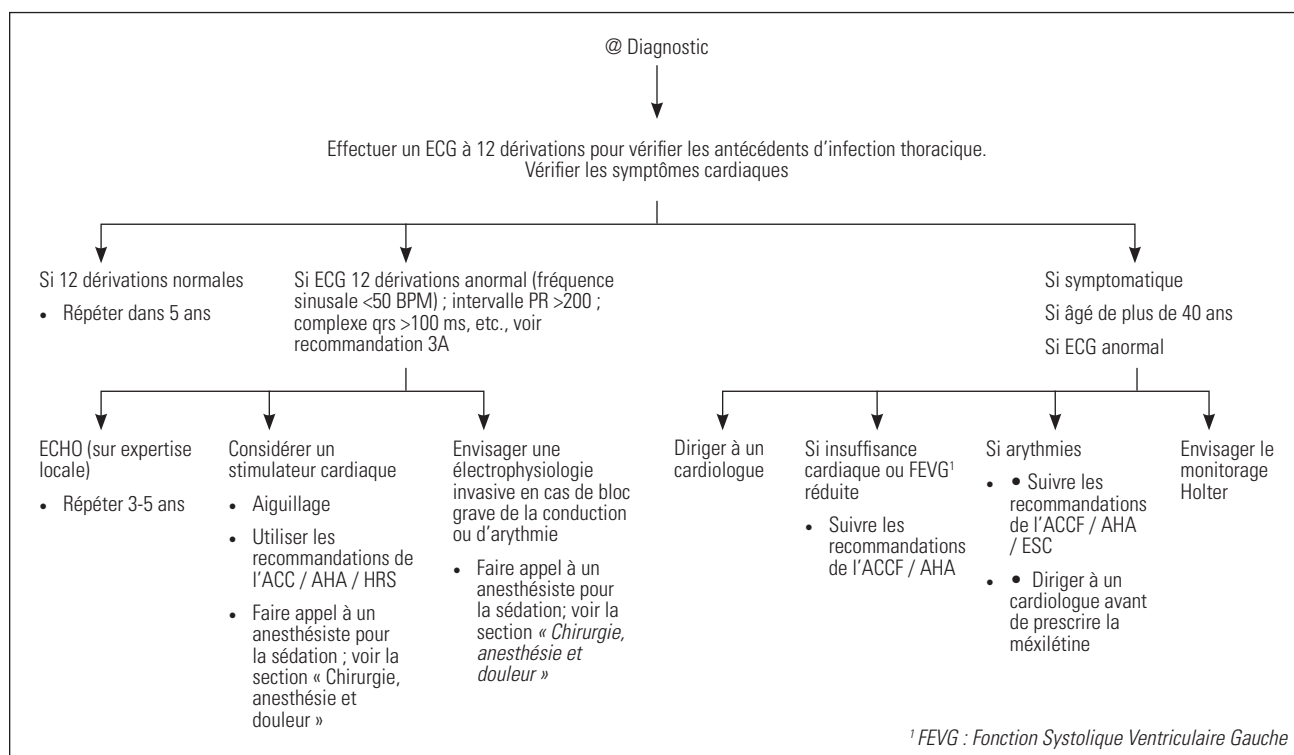 @ Diagnostic
Effectuer un ECG à 12 dérivations pour vérifier les antécédents d'infection thoracique.
Vérifier les symptômes cardiaques
Si 12 dérivations normales
• Répéter dans 5 ans
Si ECG 12 dérivations anormal (fréquence
sinusale <50 BPM) ; intervalle PR >200 ;
complexe qrs >100 ms, etc., voir
recommandation 3A
Si symptomatique
Si âgé de plus de 40 ans
Si ECG anormal
ECHO (sur expertise
locale)
• Répéter 3-5 ans
Considérer un
stimulateur cardiaque
• Aiguillage
• Utiliser les
recommandations de
l'ACC / AHA / HRS
• Faire appel à un
anesthésiste pour
la sédation ; voir la
section « Chirurgie,
anesthésie et
douleur »
Envisager une
électrophysiologie
invasive en cas de bloc
grave de la conduction
ou d'arythmie
• Faire appel à un
anesthésiste pour
la sédation; voir la
section « Chirurgie,
anesthésie et
douleur »
Diriger à un
cardiologue
Si insuffisance
cardiaque ou FEVG¹
réduite
• Suivre les
recommandations
de l'ACCF / AHA
Si arythmies
• • Suivre les
recommandations
de l'ACCF / AHA
/ ESC
• • Diriger à un
cardiologue avant
de prescrire la
méxilétine
Envisager le
monitorage
Holter
¹ FEVG : Fonction Systolique Ventriculaire Gauche